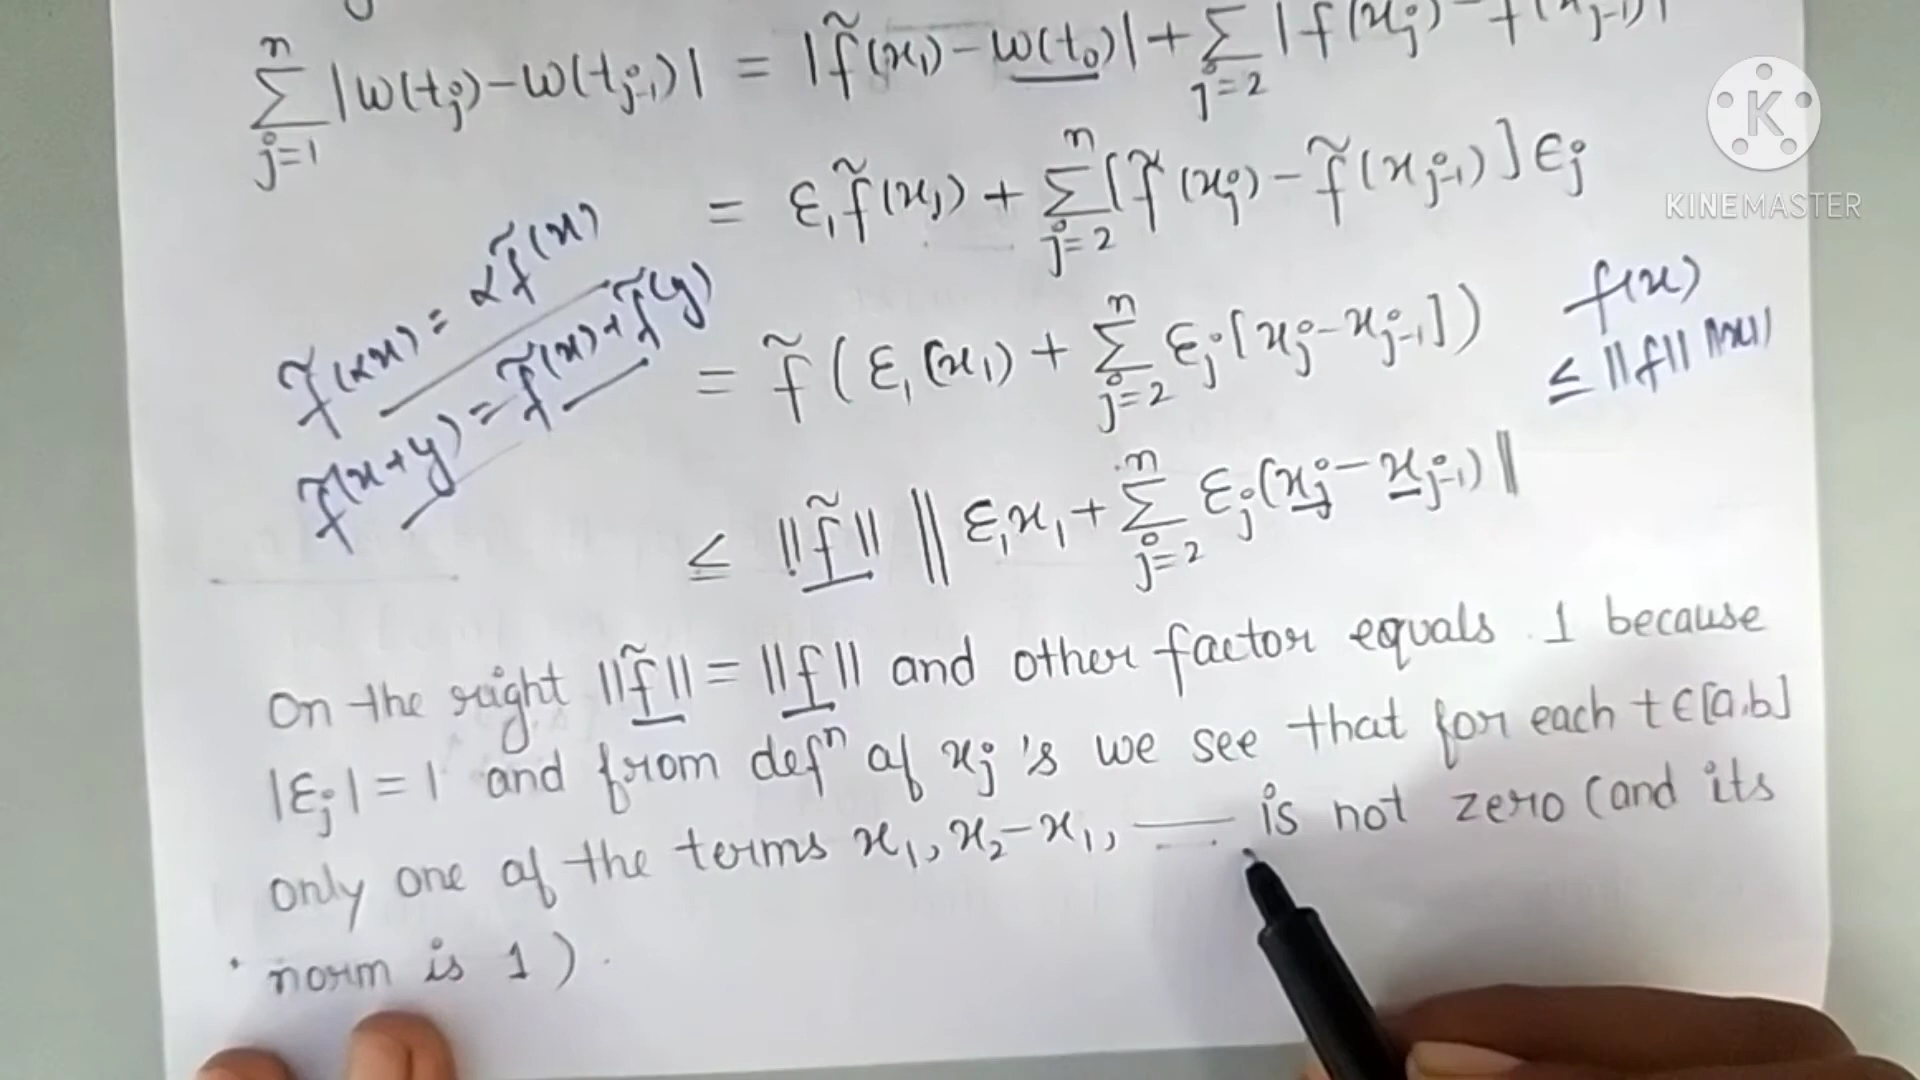 n
∑ |w(tj)-w(tj-1)| = |f̃(x1)-w(t0)| + ∑ |f(xj)-f(xj-1)|
j=1 j=2
= ε1f̃(x1) + ∑ [f̃(xj)-f̃(xj-1)]εj
n
j=2
f̃(αx) = αf̃(x)
f̃(x+y) = f̃(x)+f̃(y)
= f̃(ε1(x1) + ∑ εj[xj-xj-1])
n
j=2
f(x)
≤ ||f|| ||x||
≤ ||f̃|| ||ε1x1 + ∑ εj(xj-xj-1)||
n
j=2
On the right ||f̃|| = ||f|| and other factor equals 1 because
|εj| = 1 and from defn of xj's we see that for each t∈[a,b]
only one of the terms x1, x2-x1, —— is not zero (and its
norm is 1).
K
KINEMASTER